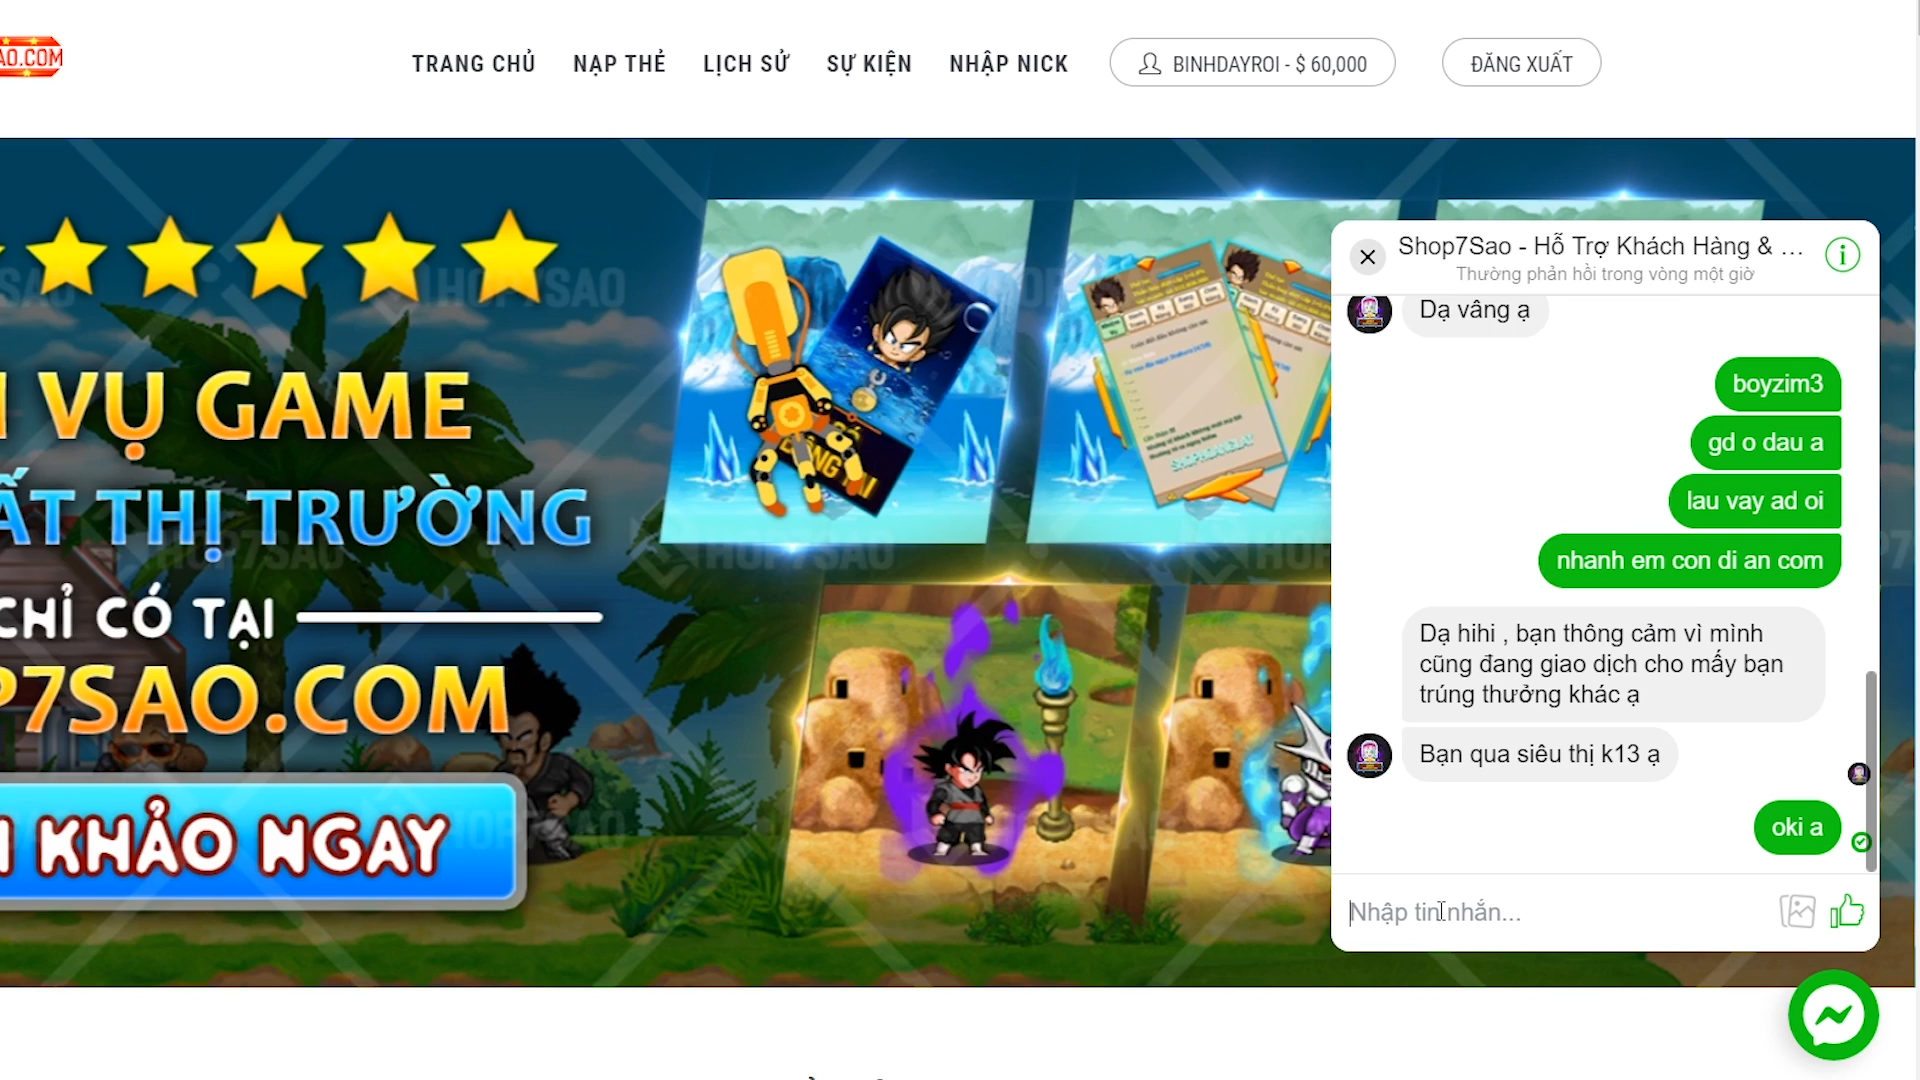 AO.COM
TRANG CHỦ NẠP THẺ LỊCH SỬ SỰ KIỆN NHẬP NICK BINHDAYROI - $ 60,000 ĐĂNG XUẤT
VỤ GAME
ẤT THỊ TRƯỜNG
CHỈ CÓ TẠI
P7SAO.COM
KHẢO NGAY
SHOPHOANGLAY
Shop7Sao - Hỗ Trợ Khách Hàng & ...
Thường phản hồi trong vòng một giờ
Dạ vâng ạ
boyzim3
gd o dau a
lau vay ad oi
nhanh em con di an com
Dạ hihi , bạn thông cảm vì mình
cũng đang giao dịch cho mấy bạn
trúng thưởng khác ạ
Bạn qua siêu thị k13 ạ
oki a
Nhập tin nhắn...